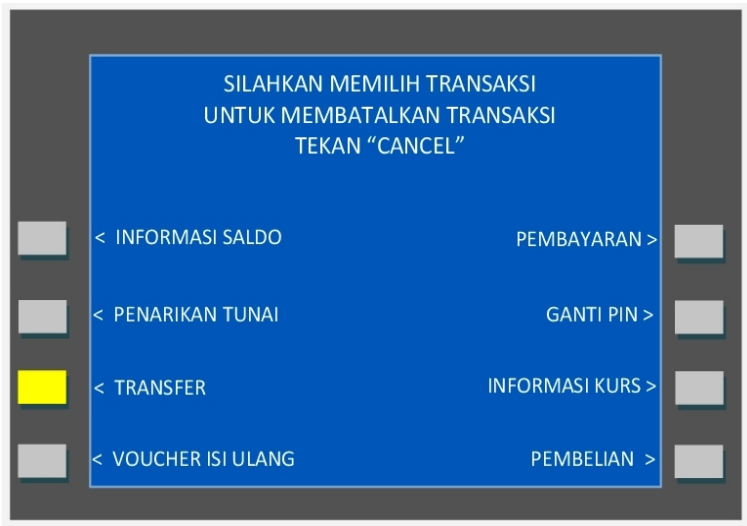 SILAHKAN MEMILIH TRANSAKSI
UNTUK MEMBATALKAN TRANSAKSI
TEKAN “CANCEL”
< INFORMASI SALDO
PEMBAYARAN >
< PENARIKAN TUNAI
GANTI PIN >
< TRANSFER
INFORMASI KURS >
< VOUCHER ISI ULANG
PEMBELIAN >